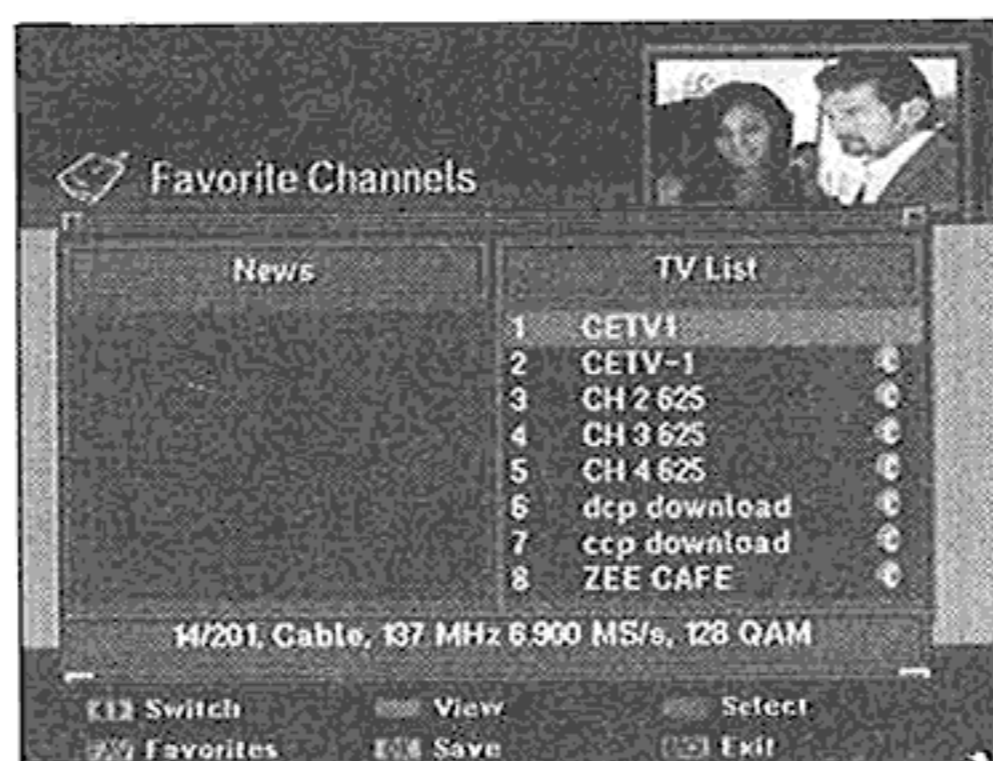 Favorite Channels
News
TV List
1 CETV1
2 CETV-1
3 CH 2 625
4 CH 3 625
5 CH 4 625
6 dcp download
7 ccp download
8 ZEE CAFE
14/201, Cable, 137 MHz 6.900 MS/s, 128 QAM
Switch View Select
Favorites Save Exit